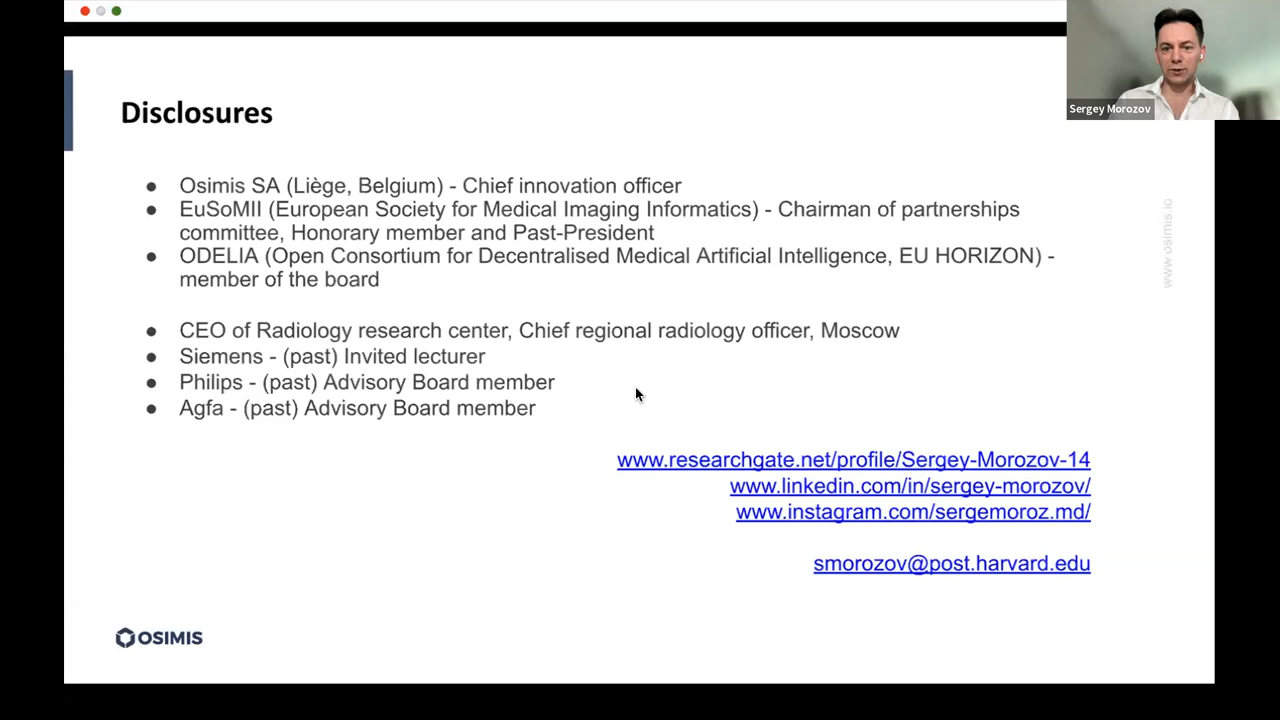 Sergey Morozov
Disclosures
● Osimis SA (Liège, Belgium) - Chief innovation officer
● EuSoMII (European Society for Medical Imaging Informatics) - Chairman of partnerships
committee, Honorary member and Past-President
● ODELIA (Open Consortium for Decentralised Medical Artificial Intelligence, EU HORIZON) -
member of the board
● CEO of Radiology research center, Chief regional radiology officer, Moscow
● Siemens - (past) Invited lecturer
● Philips - (past) Advisory Board member
● Agfa - (past) Advisory Board member
www.osimis.io
www.researchgate.net/profile/Sergey-Morozov-14
www.linkedin.com/in/sergey-morozov/
www.instagram.com/sergemoroz.md/
smorozov@post.harvard.edu
OSIMIS